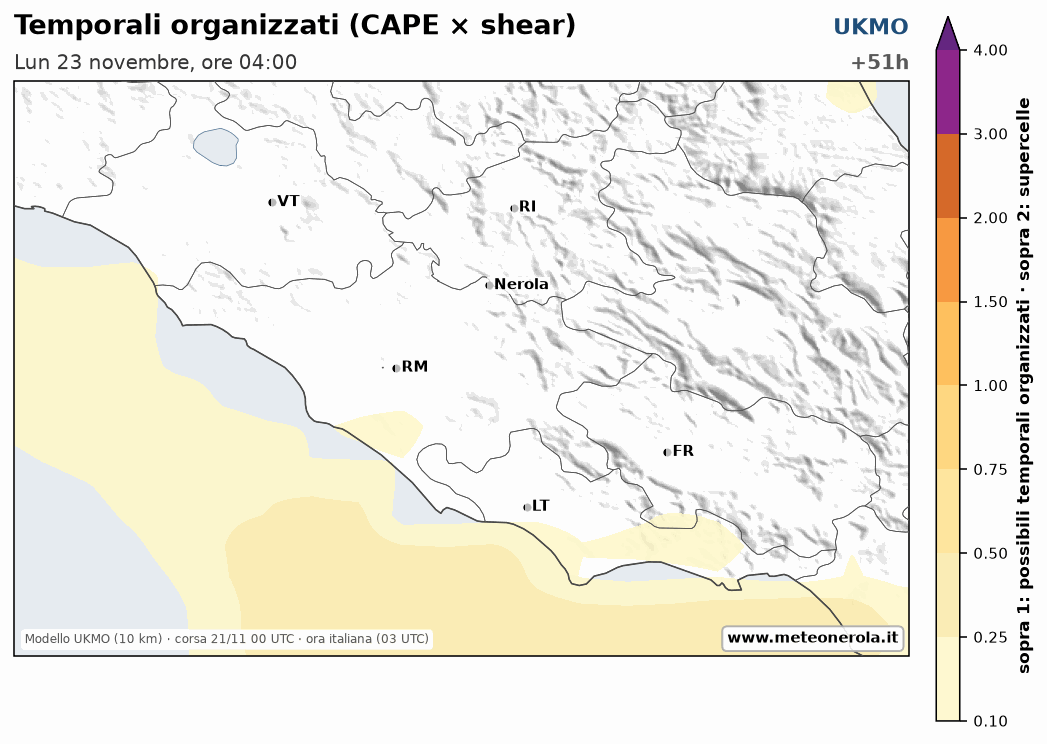 Temporali organizzati (CAPE × shear)
UKMO
Lun 23 novembre, ore 04:00
+51h
VT
RI
Nerola
RM
FR
LT
Modello UKMO (10 km) · corsa 21/11 00 UTC · ora italiana (03 UTC)
www.meteonerola.it
4.00
3.00
2.00
1.50
1.00
0.75
0.50
0.25
0.10
sopra 1: possibili temporali organizzati · sopra 2: supercelle